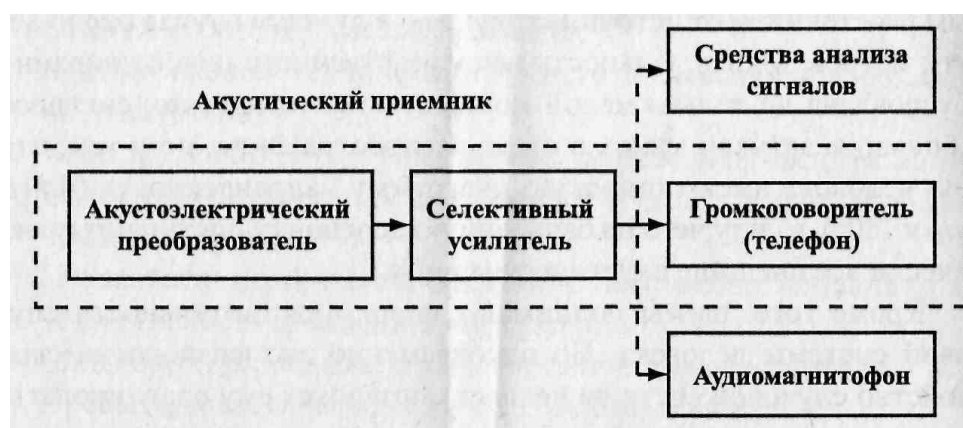 Средства анализа
сигналов
Акустический приемник
Акустоэлектрический
преобразователь
Селективный
усилитель
Громкоговоритель
(телефон)
Аудиомагнитофон